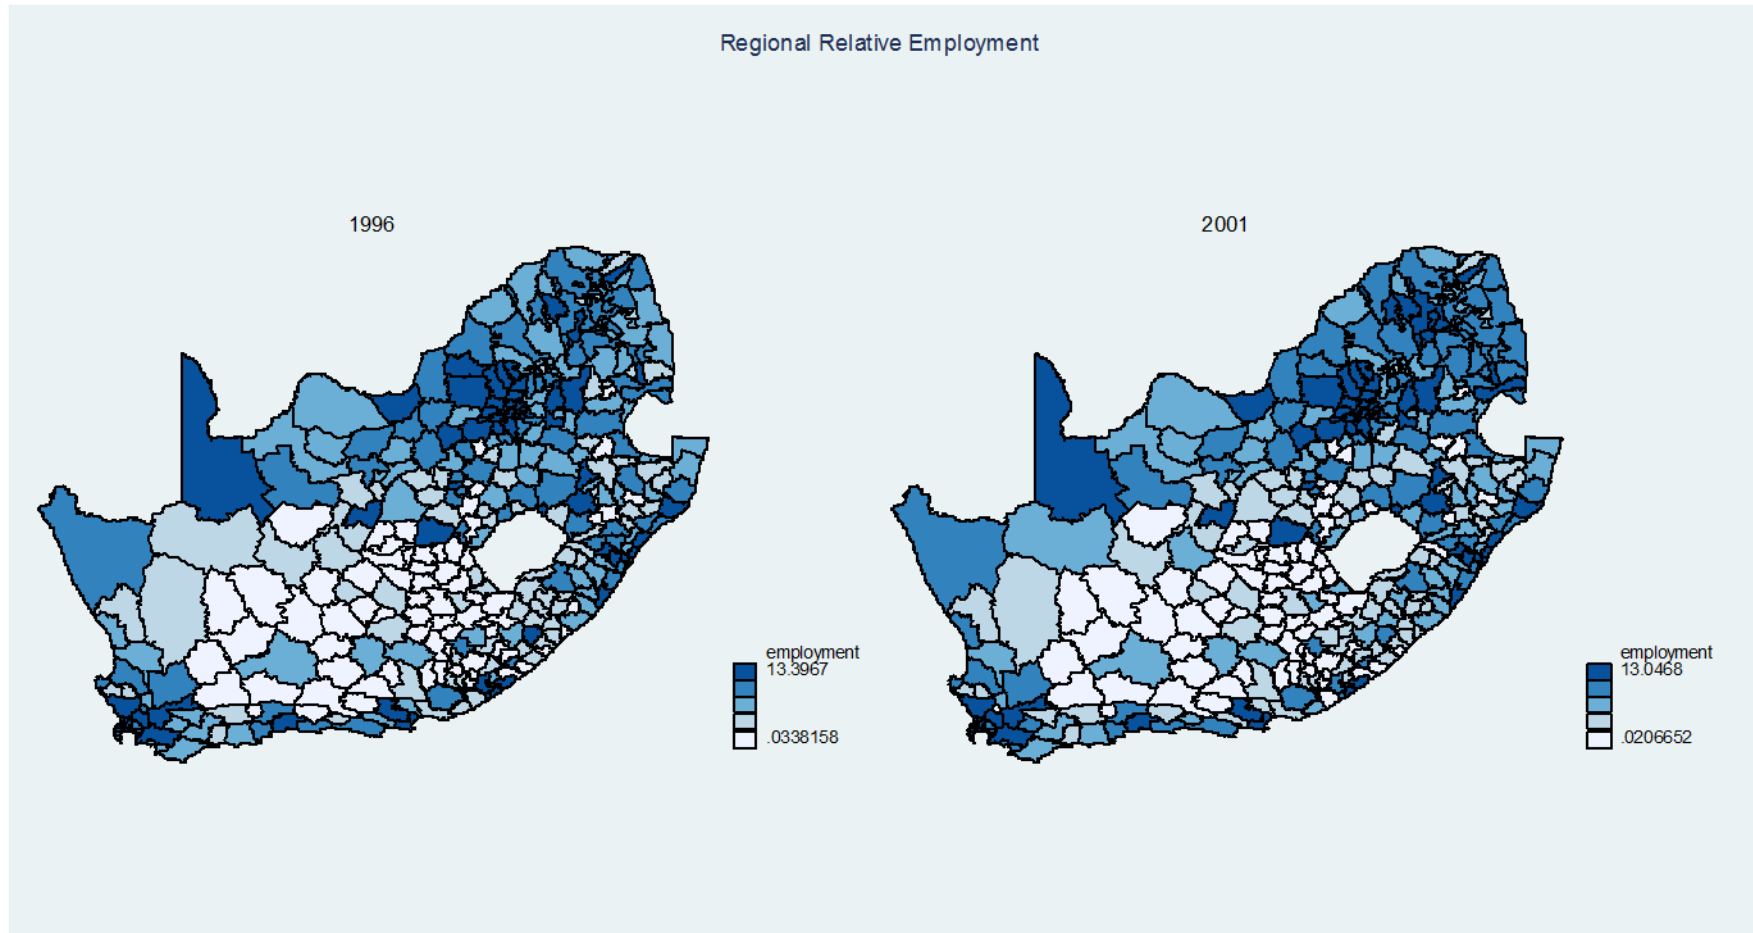 Regional Relative Employment
1996
2001
employment
13.3967
.0338158
employment
13.0468
.0206652